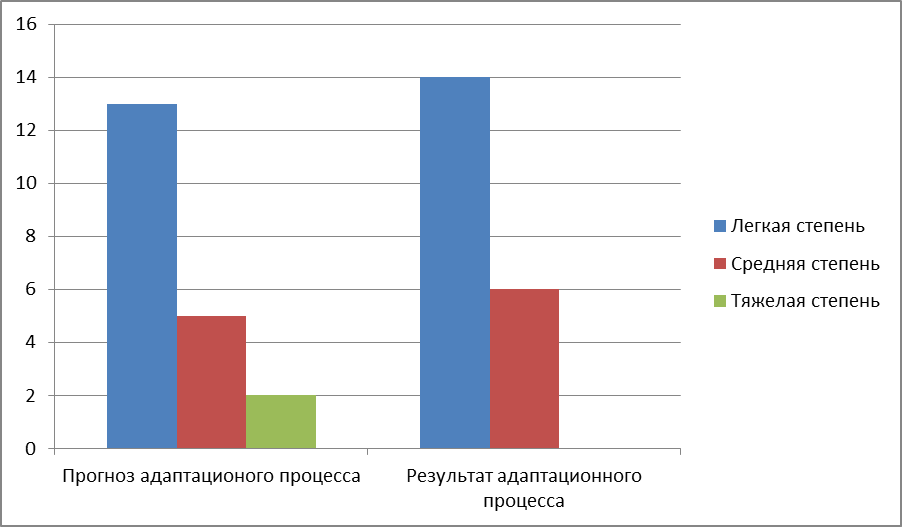 16
14
12
10
8
6
4
2
0
Прогноз адаптационого процесса
Результат адаптационного
процесса
Легкая степень
Средняя степень
Тяжелая степень